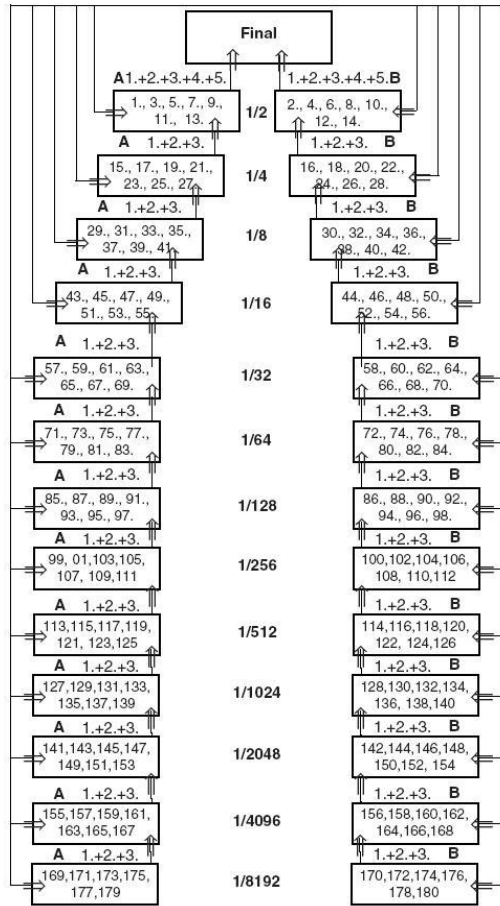 Final
A 1.+2.+3.+4.+5. 1.+2.+3.+4.+5. B
1., 3., 5., 7., 9., 1/2 2., 4., 6., 8., 10.,
11., 13. 12., 14.
A 1.+2.+3. 1.+2.+3. B
15., 17., 19., 21., 1/4 16., 18., 20., 22.,
23., 25., 27. 24., 26., 28.
A 1.+2.+3. 1.+2.+3. B
29., 31., 33., 35., 1/8 30., 32., 34., 36.,
37., 39., 41. 38., 40., 42.
A 1.+2.+3. 1.+2.+3. B
43., 45., 47., 49., 1/16 44., 46., 48., 50.,
51., 53., 55. 52., 54., 56.
A 1.+2.+3. 1.+2.+3. B
57., 59., 61., 63., 1/32 58., 60., 62., 64.,
65., 67., 69. 66., 68., 70.
A 1.+2.+3. 1.+2.+3. B
71., 73., 75., 77., 1/64 72., 74., 76., 78.,
79., 81., 83. 80., 82., 84.
A 1.+2.+3. 1.+2.+3. B
85., 87., 89., 91., 1/128 86., 88., 90., 92.,
93., 95., 97. 94., 96., 98.
A 1.+2.+3. 1.+2.+3. B
99, 01,103,105, 1/256 100,102,104,106,
107, 109,111 108, 110,112
A 1.+2.+3. 1.+2.+3. B
113,115,117,119, 1/512 114,116,118,120,
121, 123,125 122, 124,126
A 1.+2.+3. 1.+2.+3. B
127,129,131,133, 1/1024 128,130,132,134,
135,137,139 136, 138,140
A 1.+2.+3. 1.+2.+3. B
141,143,145,147, 1/2048 142,144,146,148,
149,151,153 150,152, 154
A 1.+2.+3. 1.+2.+3. B
155,157,159,161, 1/4096 156,158,160,162,
163,165,167 164,166,168
A 1.+2.+3. 1.+2.+3. B
169,171,173,175, 1/8192 170,172,174,176,
177,179 178,180